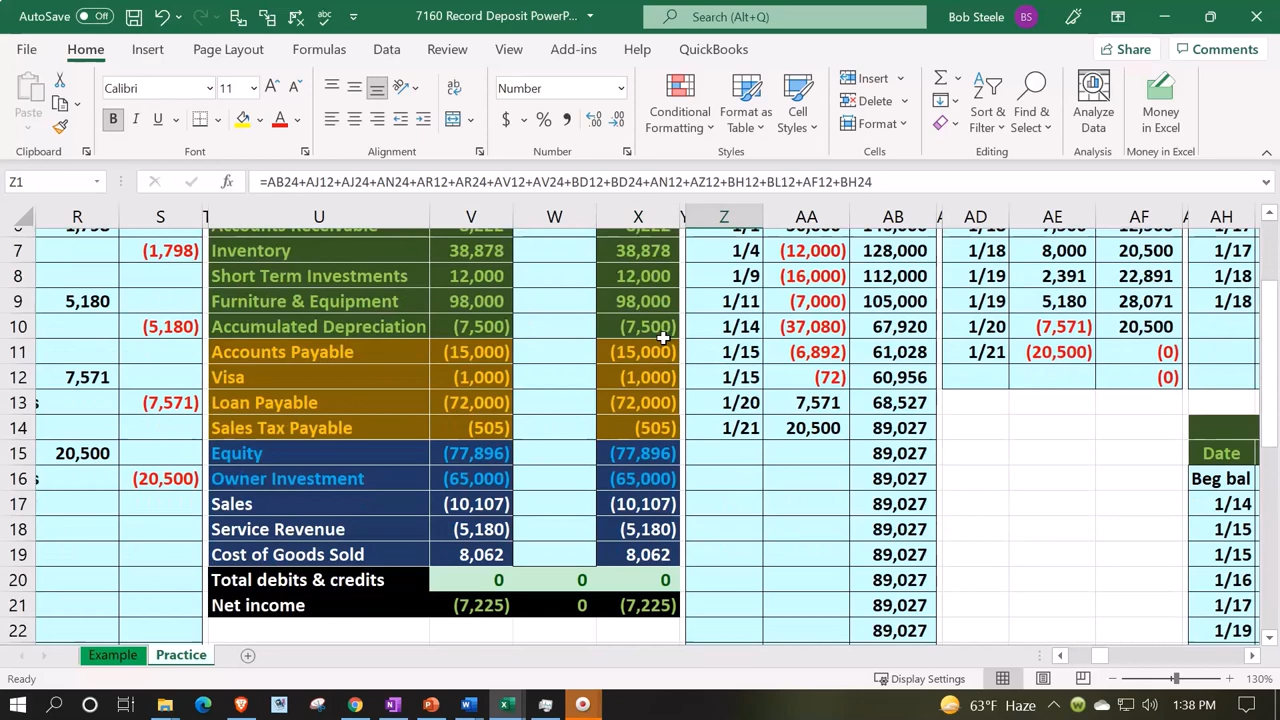 AutoSave Off 7160 Record Deposit PowerP... Search (Alt+Q) Bob Steele BS
File Home Insert Page Layout Formulas Data Review View Add-ins Help QuickBooks Share Comments
Paste Calibri 11 Number Conditional Formatting Format as Table Cell Styles Insert Delete Format Sort & Filter Find & Select Analyze Data Money in Excel
Clipboard Font Alignment Number Styles Cells Editing Analysis Money in Excel
Z1 =AB24+AJ12+AJ24+AN24+AR12+AR24+AV12+AV24+BD12+BD24+AN12+AZ12+BH12+BL12+AF12+BH24
R S T U V W X Y Z AA AB AD AE AF AH
7 (1,798) Inventory 38,878 38,878 1/4 (12,000) 128,000 1/18 8,000 20,500 1/17
8 Short Term Investments 12,000 12,000 1/9 (16,000) 112,000 1/19 2,391 22,891 1/18
9 5,180 Furniture & Equipment 98,000 98,000 1/11 (7,000) 105,000 1/19 5,180 28,071 1/18
10 (5,180) Accumulated Depreciation (7,500) (7,500) 1/14 (37,080) 67,920 1/20 (7,571) 20,500
11 Accounts Payable (15,000) (15,000) 1/15 (6,892) 61,028 1/21 (20,500) (0)
12 7,571 Visa (1,000) (1,000) 1/15 (72) 60,956 (0)
13 (7,571) Loan Payable (72,000) (72,000) 1/20 7,571 68,527
14 Sales Tax Payable (505) (505) 1/21 20,500 89,027
15 20,500 Equity (77,896) (77,896) 89,027 Date
16 (20,500) Owner Investment (65,000) (65,000) 89,027 Beg bal
17 Sales (10,107) (10,107) 89,027 1/14
18 Service Revenue (5,180) (5,180) 89,027 1/15
19 Cost of Goods Sold 8,062 8,062 89,027 1/15
20 Total debits & credits 0 0 0 89,027 1/16
21 Net income (7,225) 0 (7,225) 89,027 1/17
22 89,027 1/19
Example Practice
Ready Display Settings 130%
63°F Haze 1:38 PM